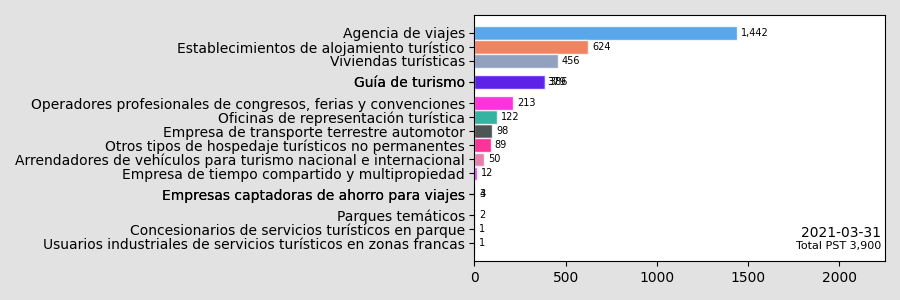 Agencia de viajes 1,442
Establecimientos de alojamiento turístico 624
Viviendas turísticas 456
Guía de turismo
Operadores profesionales de congresos, ferias y convenciones 213
Oficinas de representación turística 122
Empresa de transporte terrestre automotor 98
Otros tipos de hospedaje turísticos no permanentes 89
Arrendadores de vehículos para turismo nacional e internacional 50
Empresa de tiempo compartido y multipropiedad 12
Empresas captadoras de ahorro para viajes
Parques temáticos 2
Concesionarios de servicios turísticos en parque 1
Usuarios industriales de servicios turísticos en zonas francas 1
2021-03-31
Total PST 3,900
0 500 1000 1500 2000